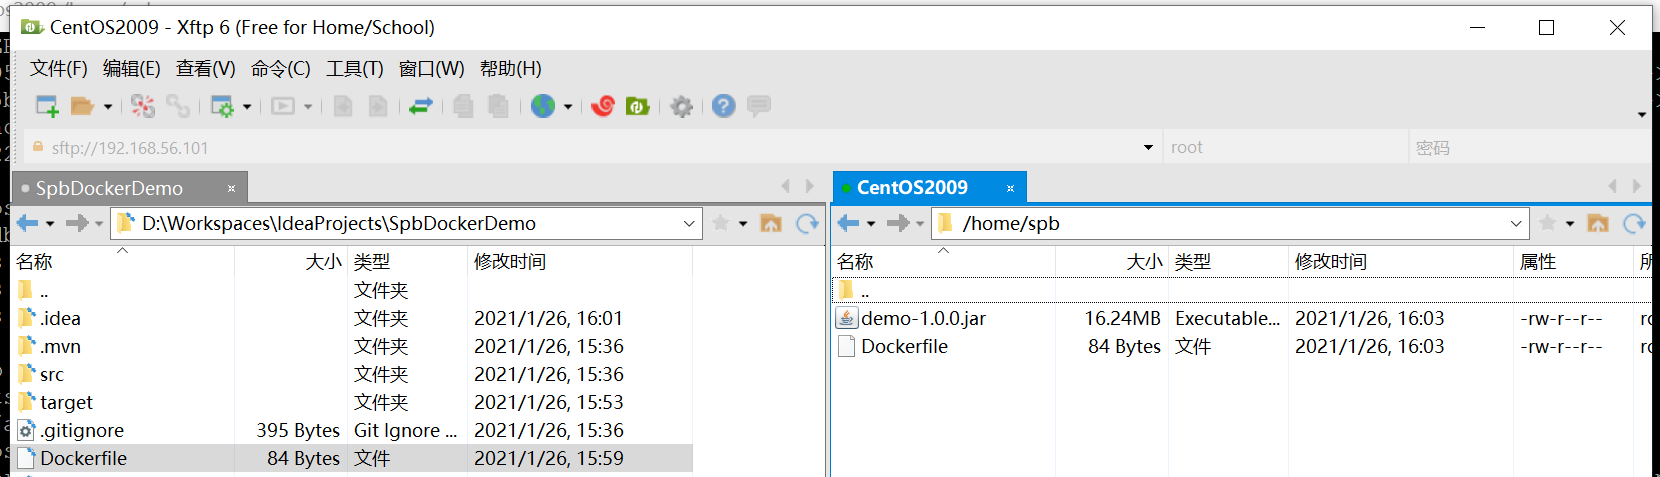 CentOS2009 - Xftp 6 (Free for Home/School)
文件(F) 编辑(E) 查看(V) 命令(C) 工具(T) 窗口(W) 帮助(H)
sftp://192.168.56.101 root 密码
SpbDockerDemo × CentOS2009 ×
D:\Workspaces\IdeaProjects\SpbDockerDemo /home/spb
名称 大小 类型 修改时间 名称 大小 类型 修改时间 属性
.. 文件夹 ..
.idea 文件夹 2021/1/26, 16:01 demo-1.0.0.jar 16.24MB Executable... 2021/1/26, 16:03 -rw-r--r--
.mvn 文件夹 2021/1/26, 15:36 Dockerfile 84 Bytes 文件 2021/1/26, 16:03 -rw-r--r--
src 文件夹 2021/1/26, 15:36
target 文件夹 2021/1/26, 15:53
.gitignore 395 Bytes Git Ignore ... 2021/1/26, 15:36
Dockerfile 84 Bytes 文件 2021/1/26, 15:59